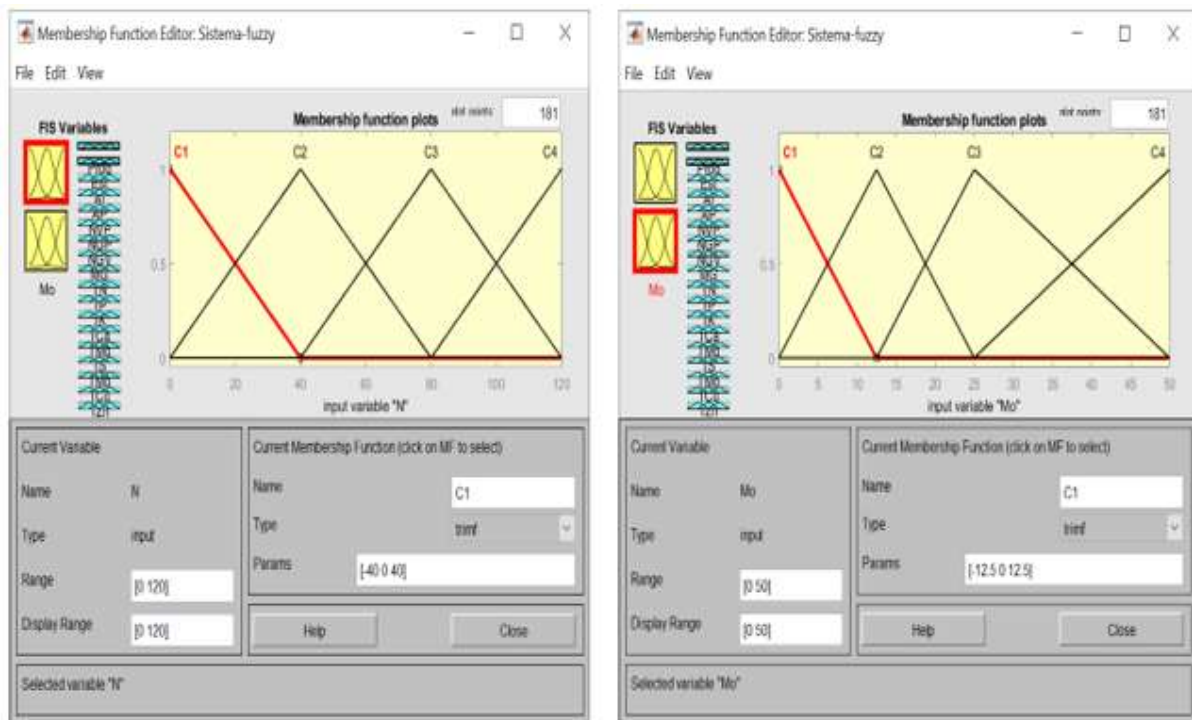 Membership Function Editor: Sistema-fuzzy
File Edit View
FIS Variables
Membership function plots
plot points:
181
C1
C2
C3
C4
1
0.5
0
0
20
40
60
80
100
120
input variable "N"
Mo
Current Variable
Name
N
Type
input
Range
[0 120]
Display Range
[0 120]
Current Membership Function (click on MF to select)
Name
C1
Type
trimf
Params
[-40 0 40]
Help
Close
Selected variable "N"
Membership Function Editor: Sistema-fuzzy
File Edit View
FIS Variables
Membership function plots
plot points:
181
C1
C2
C3
C4
1
0.5
0
0
5
10
15
20
25
30
35
40
45
50
input variable "Mo"
Mo
Current Variable
Name
Mo
Type
input
Range
[0 50]
Display Range
[0 50]
Current Membership Function (click on MF to select)
Name
C1
Type
trimf
Params
[-12.5 0 12.5]
Help
Close
Selected variable "Mo"